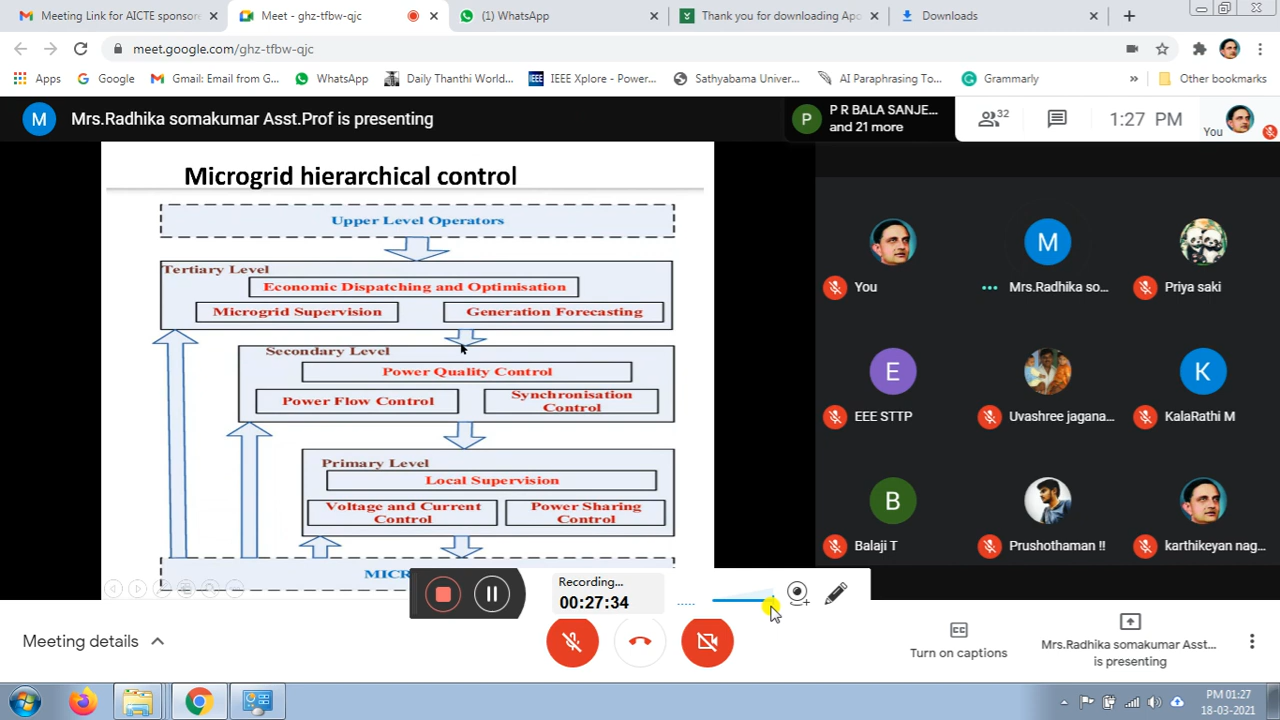 Meeting Link for AICTE sponsore
Meet - ghz-tfbw-qjc
(1) WhatsApp
Thank you for downloading Apo
Downloads
meet.google.com/ghz-tfbw-qjc
Apps
Google
Gmail: Email from G...
WhatsApp
Daily Thanthi World...
IEEE Xplore - Power...
Sathyabama Univer...
AI Paraphrasing To...
Grammarly
Other bookmarks
M
Mrs.Radhika somakumar Asst.Prof is presenting
P
P R BALA SANJE...
and 21 more
32
1:27 PM
You
Microgrid hierarchical control
Upper Level Operators
Tertiary Level
Economic Dispatching and Optimisation
Microgrid Supervision
Generation Forecasting
Secondary Level
Power Quality Control
Power Flow Control
Synchronisation
Control
Primary Level
Local Supervision
Voltage and Current
Control
Power Sharing
Control
You
M
Mrs.Radhika so...
Priya saki
E
EEE STTP
Uvashree jagana...
K
KalaRathi M
B
Balaji T
Prushothaman !!
karthikeyan nag...
Recording...
00:27:34
Meeting details
Turn on captions
Mrs.Radhika somakumar Asst...
is presenting
PM 01:27
18-03-2021